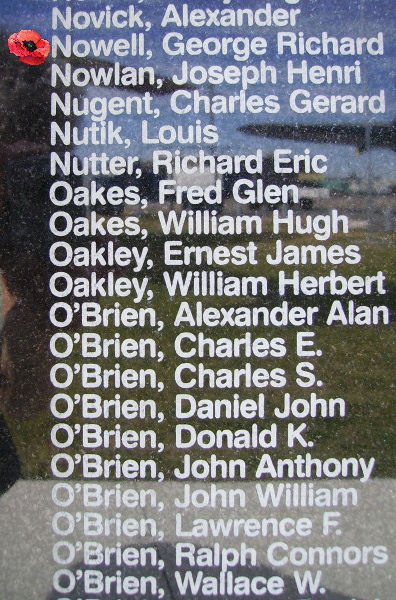 Novick, Alexander
Nowell, George Richard
Nowlan, Joseph Henri
Nugent, Charles Gerard
Nutik, Louis
Nutter, Richard Eric
Oakes, Fred Glen
Oakes, William Hugh
Oakley, Ernest James
Oakley, William Herbert
O'Brien, Alexander Alan
O'Brien, Charles E.
O'Brien, Charles S.
O'Brien, Daniel John
O'Brien, Donald K.
O'Brien, John Anthony
O'Brien, John William
O'Brien, Lawrence F.
O'Brien, Ralph Connors
O'Brien, Wallace W.